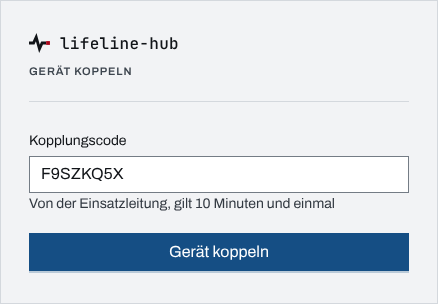 lifeline-hub
GERÄT KOPPELN
Kopplungscode
F9SZKQ5X
Von der Einsatzleitung, gilt 10 Minuten und einmal
Gerät koppeln